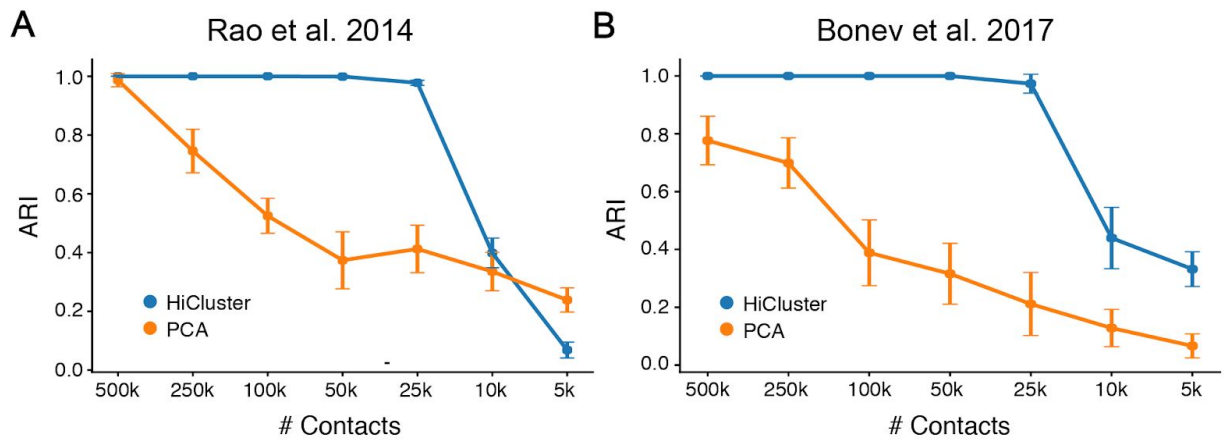 A
Rao et al. 2014
ARI
1.0
0.8
0.6
0.4
0.2
0.0
HiCluster
PCA
500k 250k 100k 50k 25k 10k 5k
# Contacts
B
Bonev et al. 2017
ARI
1.0
0.8
0.6
0.4
0.2
0.0
HiCluster
PCA
500k 250k 100k 50k 25k 10k 5k
# Contacts